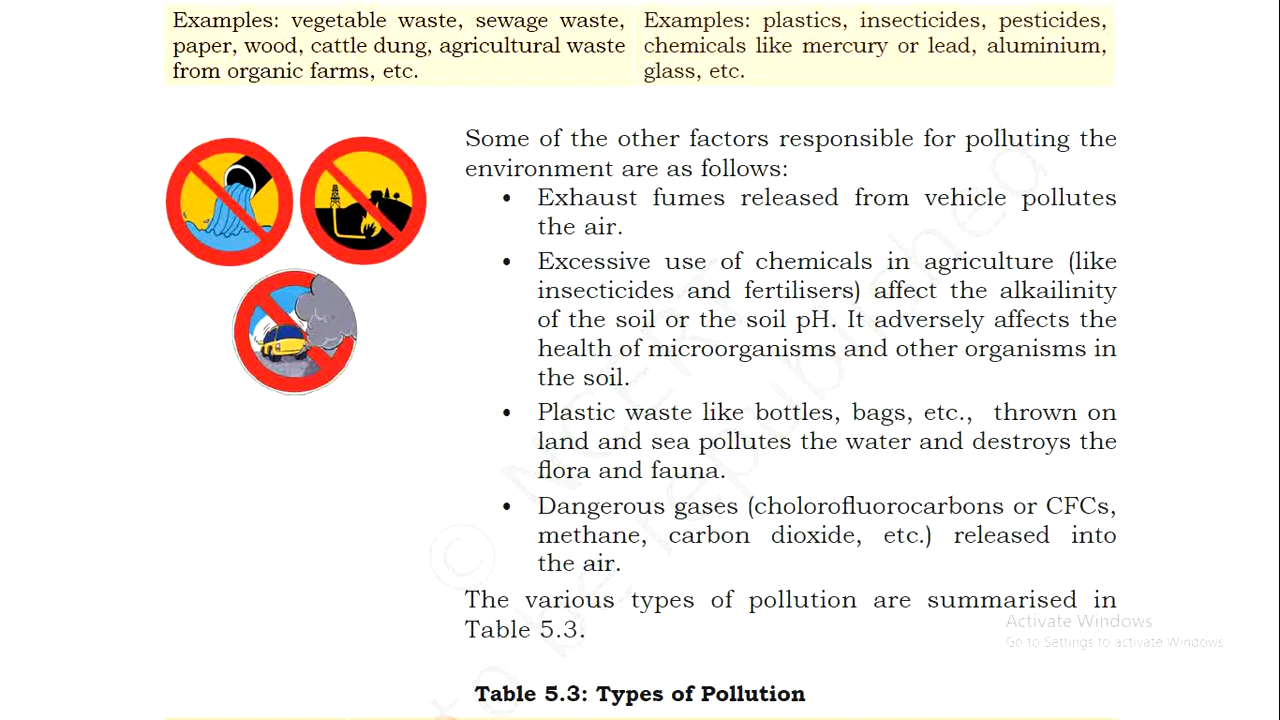 Examples: vegetable waste, sewage waste,
paper, wood, cattle dung, agricultural waste
from organic farms, etc.
Examples: plastics, insecticides, pesticides,
chemicals like mercury or lead, aluminium,
glass, etc.
Some of the other factors responsible for polluting the
environment are as follows:
• Exhaust fumes released from vehicle pollutes
the air.
• Excessive use of chemicals in agriculture (like
insecticides and fertilisers) affect the alkailinity
of the soil or the soil pH. It adversely affects the
health of microorganisms and other organisms in
the soil.
• Plastic waste like bottles, bags, etc., thrown on
land and sea pollutes the water and destroys the
flora and fauna.
• Dangerous gases (cholorofluorocarbons or CFCs,
methane, carbon dioxide, etc.) released into
the air.
The various types of pollution are summarised in
Table 5.3.
Activate Windows
Go to Settings to activate Windows.
Table 5.3: Types of Pollution
© NCERT
to be republished